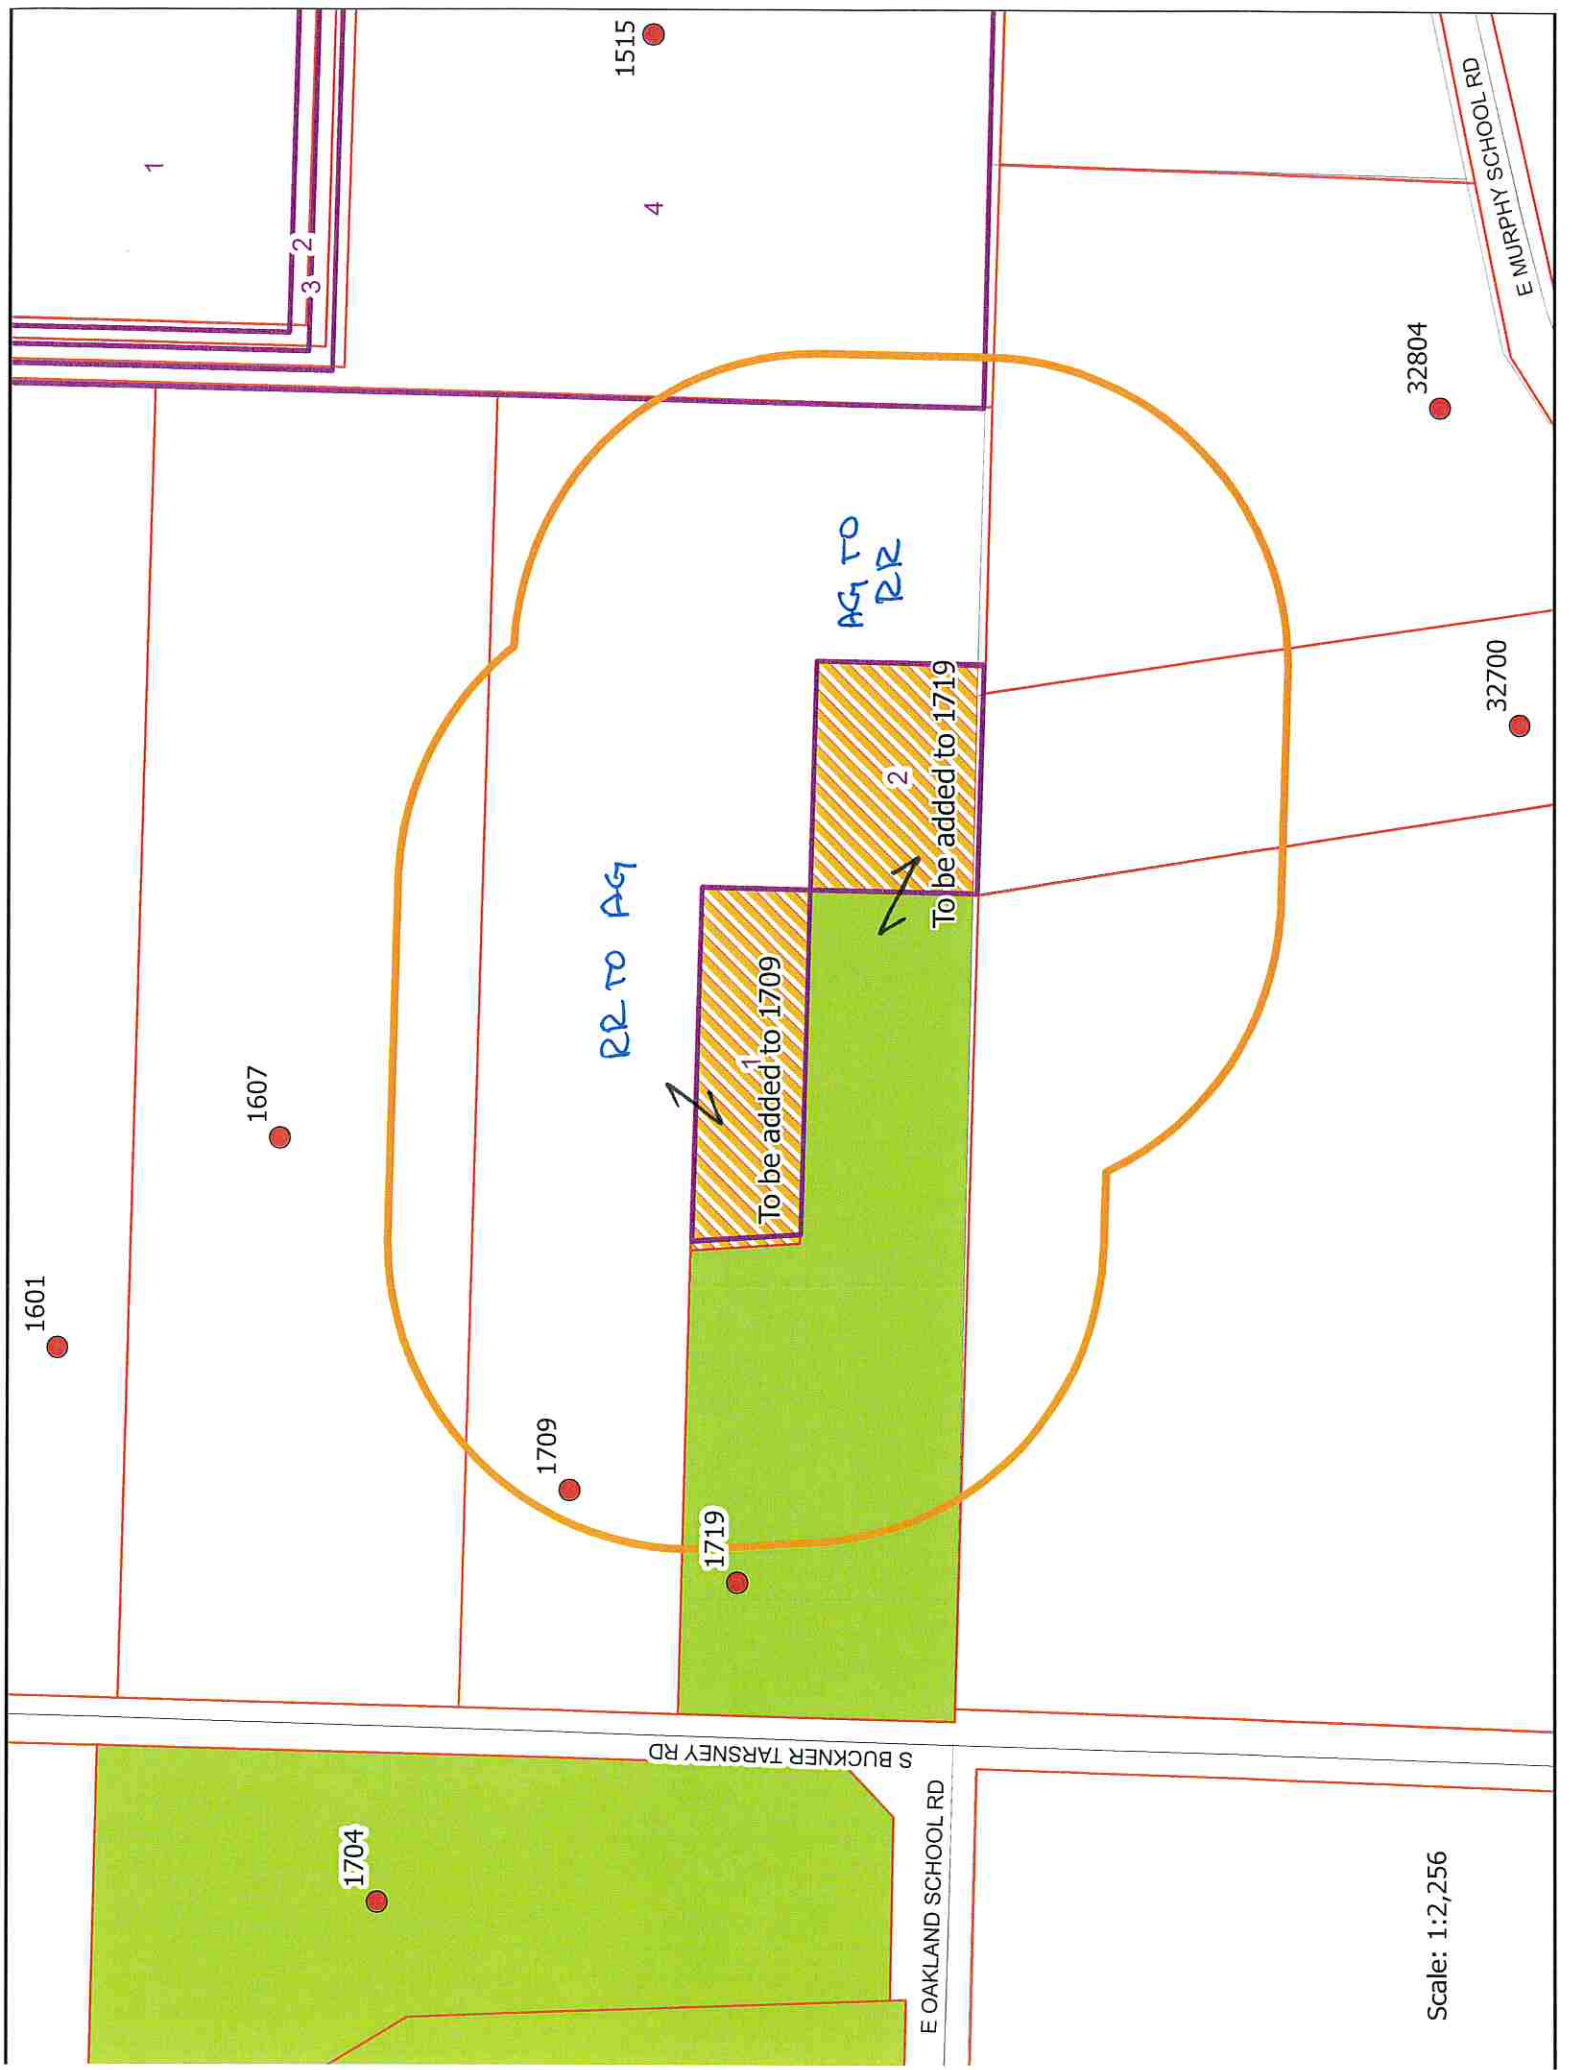 1601
1607
1515
1
2
3
4
1709
RR TO AG
AG TO
RR
1
To be added to 1709
2
To be added to 1719
1719
1704
S BUCKNER TARSNEY RD
E OAKLAND SCHOOL RD
E MURPHY SCHOOL RD
32804
32700
Scale: 1:2,256